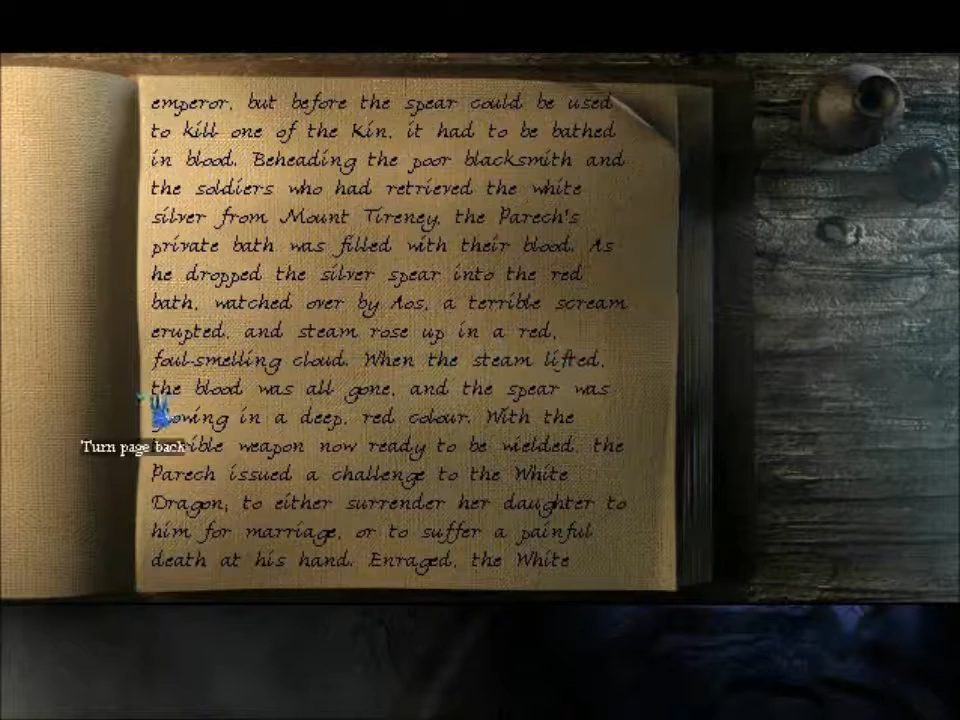 emperor, but before the spear could be used
to kill one of the Kin, it had to be bathed
in blood. Beheading the poor blacksmith and
the soldiers who had retrieved the white
silver from Mount Tireney, the Parech's
private bath was filled with their blood. As
he dropped the silver spear into the red
bath, watched over by Aos, a terrible scream
erupted, and steam rose up in a red,
foul-smelling cloud. When the steam lifted,
the blood was all gone, and the spear was
in a deep, red colour. With the
weapon now ready to be wielded, the
Turn page back
Parech issued a challenge to the White
Dragon; to either surrender her daughter to
him for marriage, or to suffer a painful
death at his hand. Enraged, the White